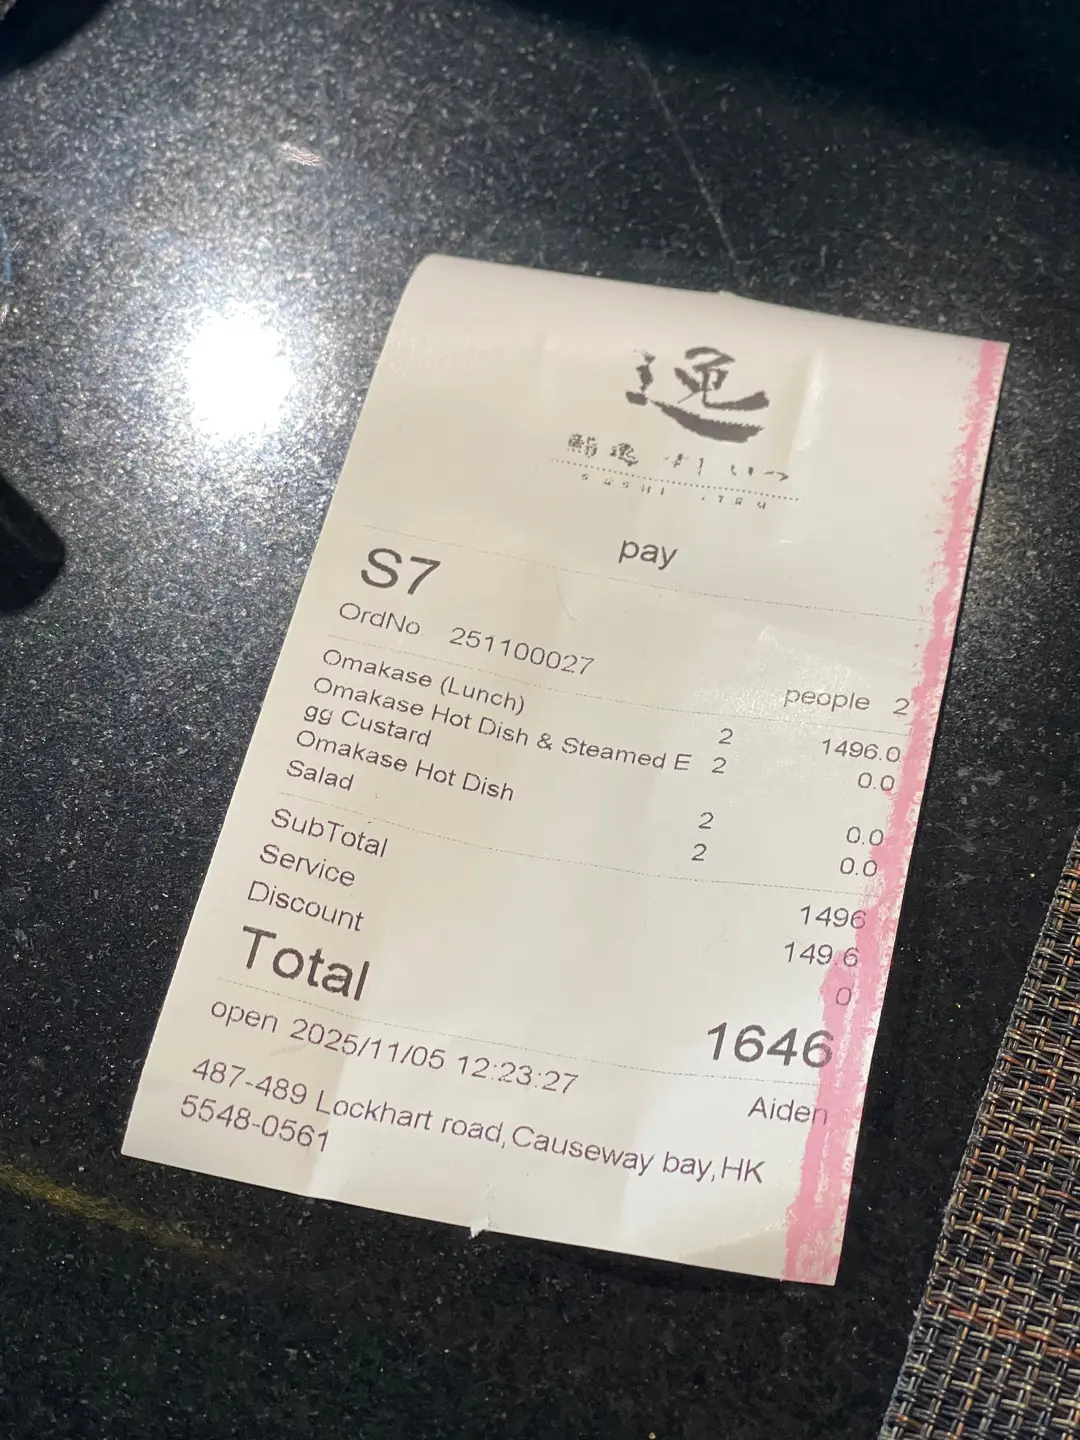 逸
鮨
pay
S7
OrdNo. 251100027
people 2
Omakase (Lunch) 2 1496.0
Omakase Hot Dish & Steamed E 2 0.0
gg Custard
Omakase Hot Dish 2 0.0
Salad 2 0.0
SubTotal 1496
Service 149.6
Discount 0
Total 1646
open 2025/11/05 12:23:27 Aiden
487-489 Lockhart road, Causeway bay,HK
5548-0561